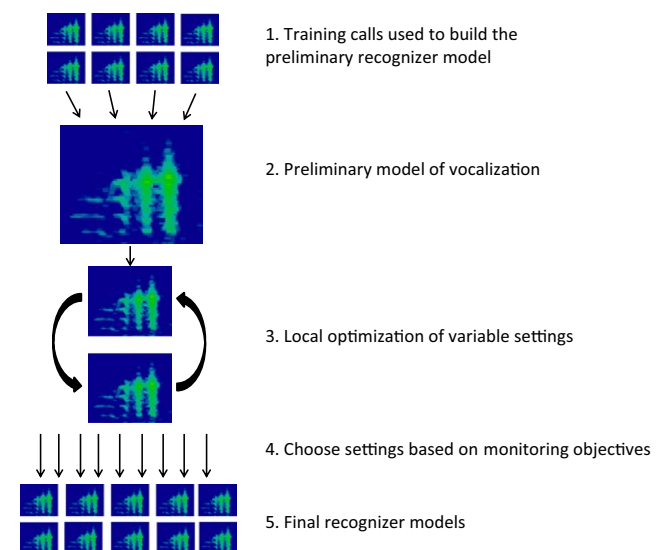 1. Training calls used to build the
preliminary recognizer model
2. Preliminary model of vocalization
3. Local optimization of variable settings
4. Choose settings based on monitoring objectives
5. Final recognizer models